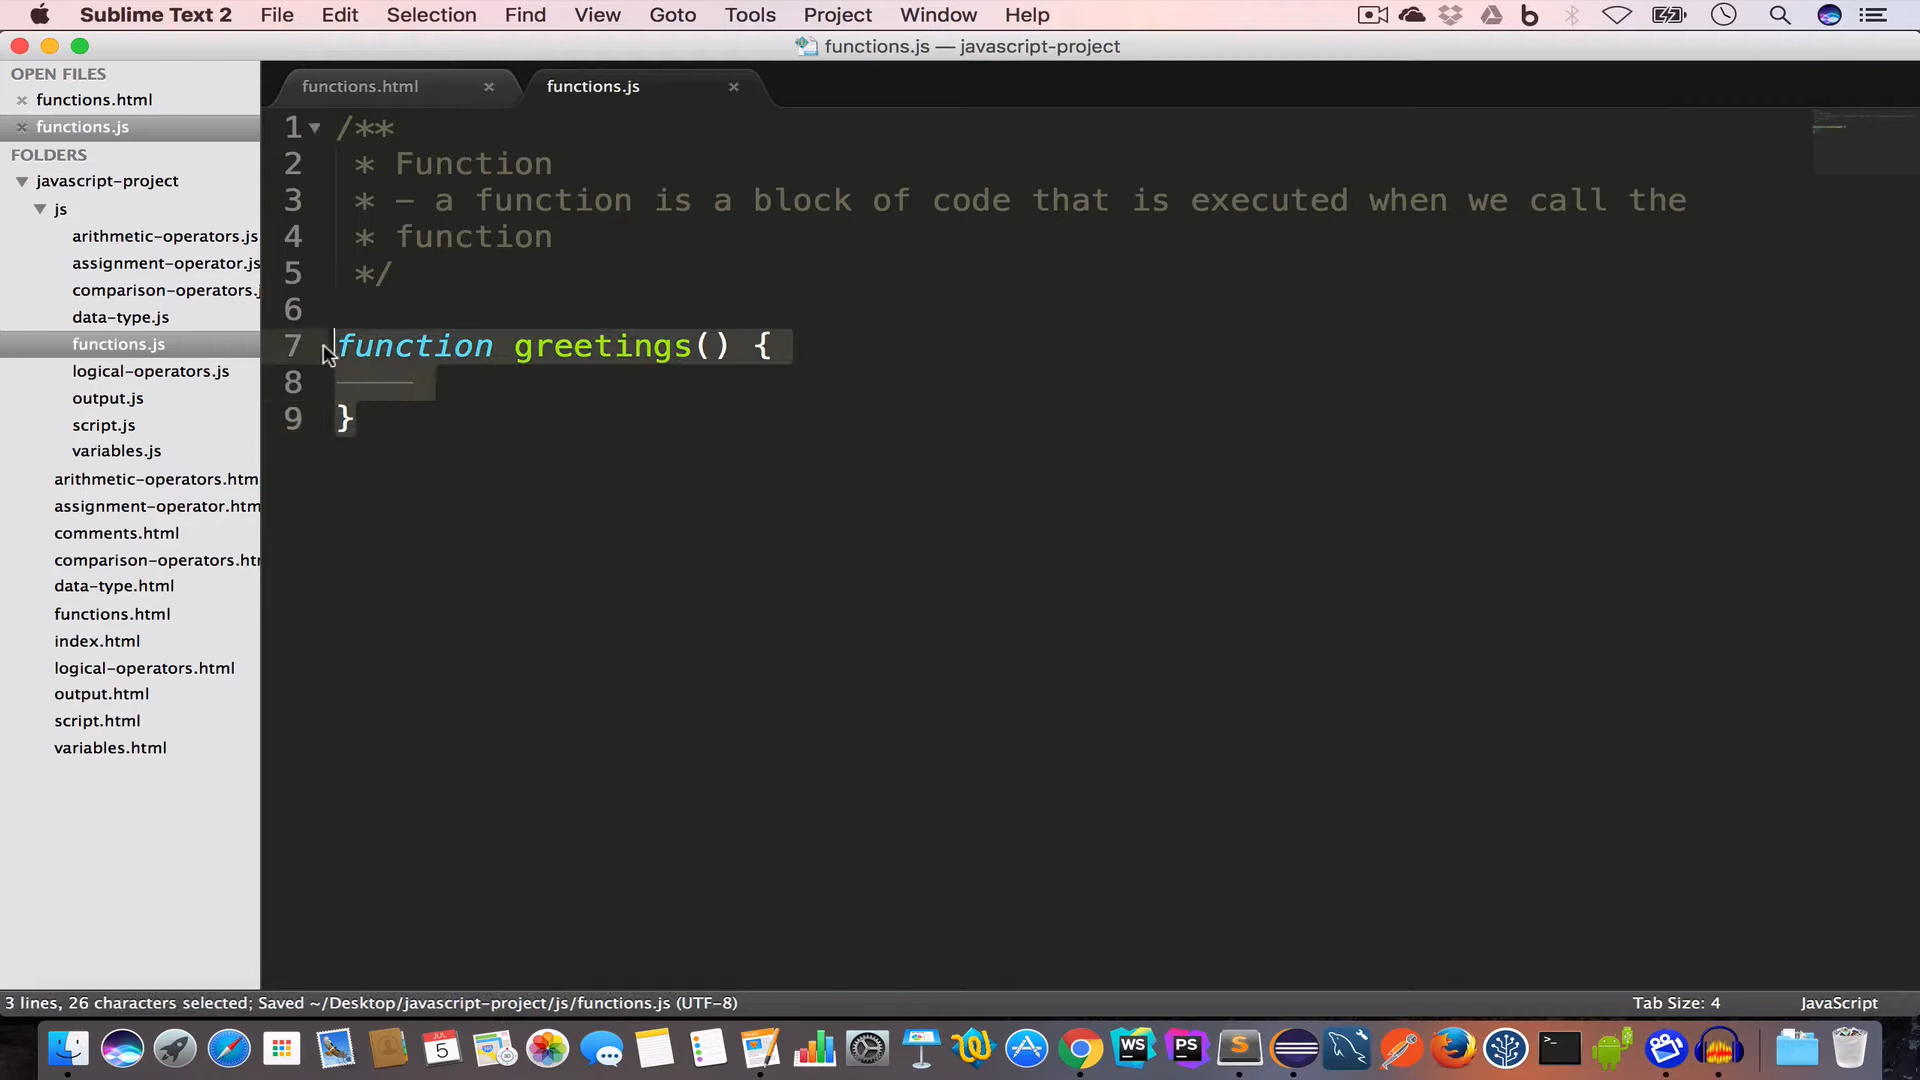 Sublime Text 2 File Edit Selection Find View Goto Tools Project Window Help
functions.js — javascript-project
OPEN FILES
functions.html
functions.js
FOLDERS
javascript-project
js
arithmetic-operators.js
assignment-operator.js
comparison-operators.j
data-type.js
functions.js
logical-operators.js
output.js
script.js
variables.js
arithmetic-operators.htm
assignment-operator.htm
comments.html
comparison-operators.htm
data-type.html
functions.html
index.html
logical-operators.html
output.html
script.html
variables.html
functions.html functions.js
1 /**
2 * Function
3 * - a function is a block of code that is executed when we call the
4 * function
5 */
6
7 function greetings() {
8
9 }
3 lines, 26 characters selected; Saved ~/Desktop/javascript-project/js/functions.js (UTF-8) Tab Size: 4 JavaScript
JUL
5
WS
PS